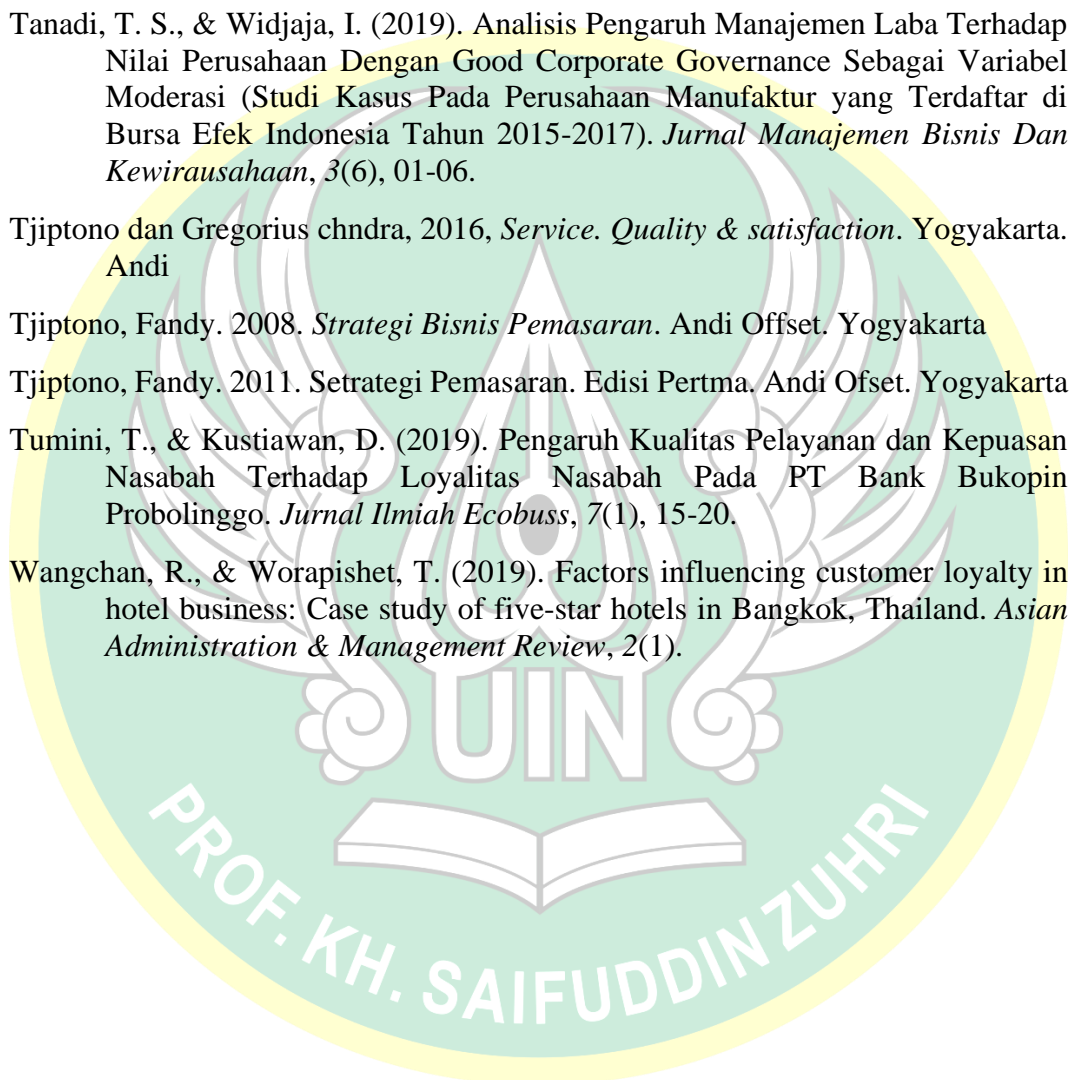 Tanadi, T. S., & Widjaja, I. (2019). Analisis Pengaruh Manajemen Laba Terhadap
Nilai Perusahaan Dengan Good Corporate Governance Sebagai Variabel
Moderasi (Studi Kasus Pada Perusahaan Manufaktur yang Terdaftar di
Bursa Efek Indonesia Tahun 2015-2017). Jurnal Manajemen Bisnis Dan
Kewirausahaan, 3(6), 01-06.
Tjiptono dan Gregorius chndra, 2016, Service. Quality & satisfaction. Yogyakarta.
Andi
Tjiptono, Fandy. 2008. Strategi Bisnis Pemasaran. Andi Offset. Yogyakarta
Tjiptono, Fandy. 2011. Setrategi Pemasaran. Edisi Pertma. Andi Ofset. Yogyakarta
Tumini, T., & Kustiawan, D. (2019). Pengaruh Kualitas Pelayanan dan Kepuasan
Nasabah Terhadap Loyalitas Nasabah Pada PT Bank Bukopin
Probolinggo. Jurnal Ilmiah Ecobuss, 7(1), 15-20.
Wangchan, R., & Worapishet, T. (2019). Factors influencing customer loyalty in
hotel business: Case study of five-star hotels in Bangkok, Thailand. Asian
Administration & Management Review, 2(1).
UIN
PROF. KH. SAIFUDDIN ZUHRI